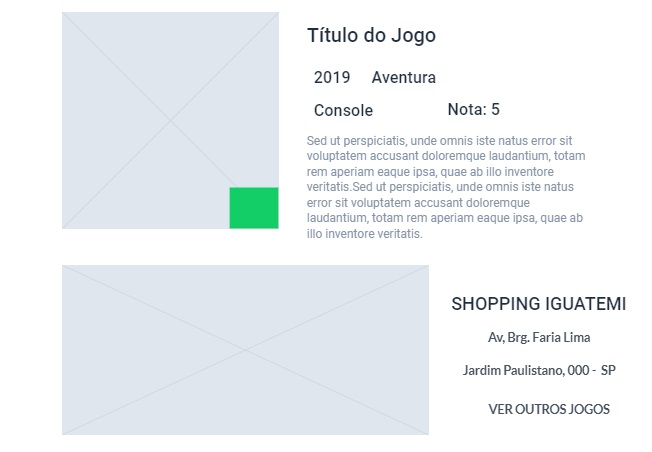 Título do Jogo
2019 Aventura
Console Nota: 5
Sed ut perspiciatis, unde omnis iste natus error sit
voluptatem accusant doloremque laudantium, totam
rem aperiam eaque ipsa, quae ab illo inventore
veritatis.Sed ut perspiciatis, unde omnis iste natus
error sit voluptatem accusant doloremque
laudantium, totam rem aperiam eaque ipsa, quae ab
illo inventore veritatis.
SHOPPING IGUATEMI
Av, Brg. Faria Lima
Jardim Paulistano, 000 - SP
VER OUTROS JOGOS